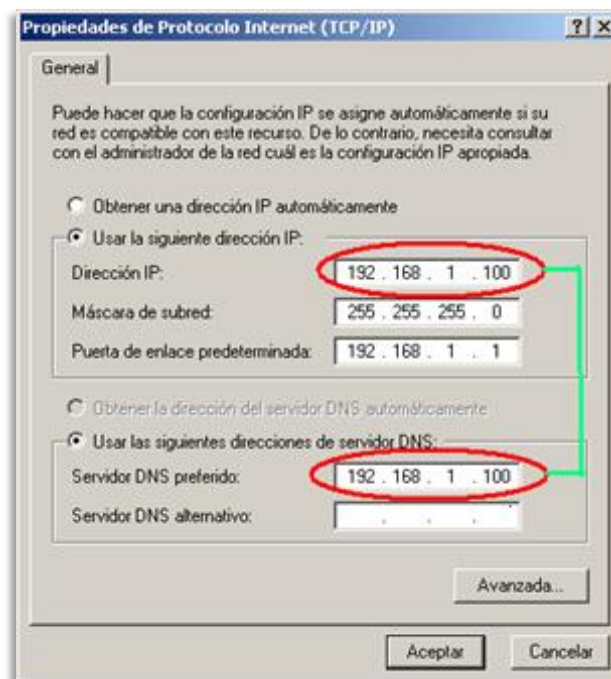 Propiedades de Protocolo Internet (TCP/IP)
General
Puede hacer que la configuración IP se asigne automáticamente si su
red es compatible con este recurso. De lo contrario, necesita consultar
con el administrador de la red cuál es la configuración IP apropiada.
Obtener una dirección IP automáticamente
Usar la siguiente dirección IP:
Dirección IP: 192 . 168 . 1 . 100
Máscara de subred: 255 . 255 . 255 . 0
Puerta de enlace predeterminada: 192 . 168 . 1 . 1
Obtener la dirección del servidor DNS automáticamente
Usar las siguientes direcciones de servidor DNS:
Servidor DNS preferido: 192 . 168 . 1 . 100
Servidor DNS alternativo: . . .
Avanzada...
Aceptar Cancelar